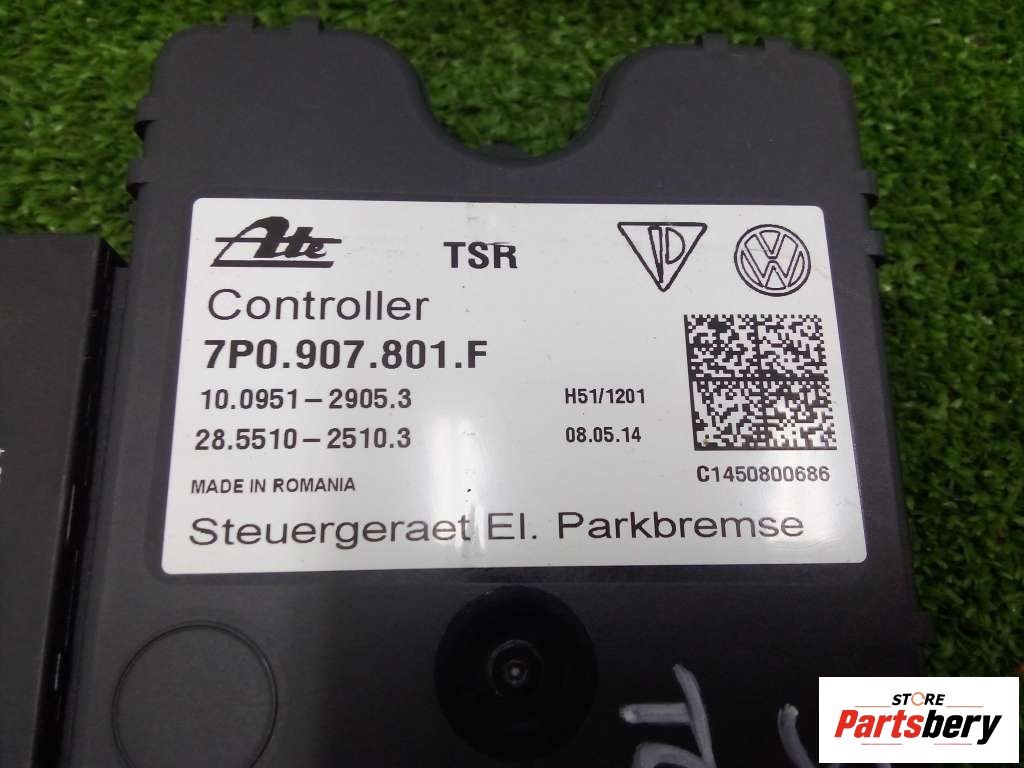 Ate
TSR
Controller
7P0.907.801.F
10.0951-2905.3
H51/1201
28.5510-2510.3
08.05.14
C1450800686
MADE IN ROMANIA
Steuergeraet El. Parkbremse
STORE
Partsbery